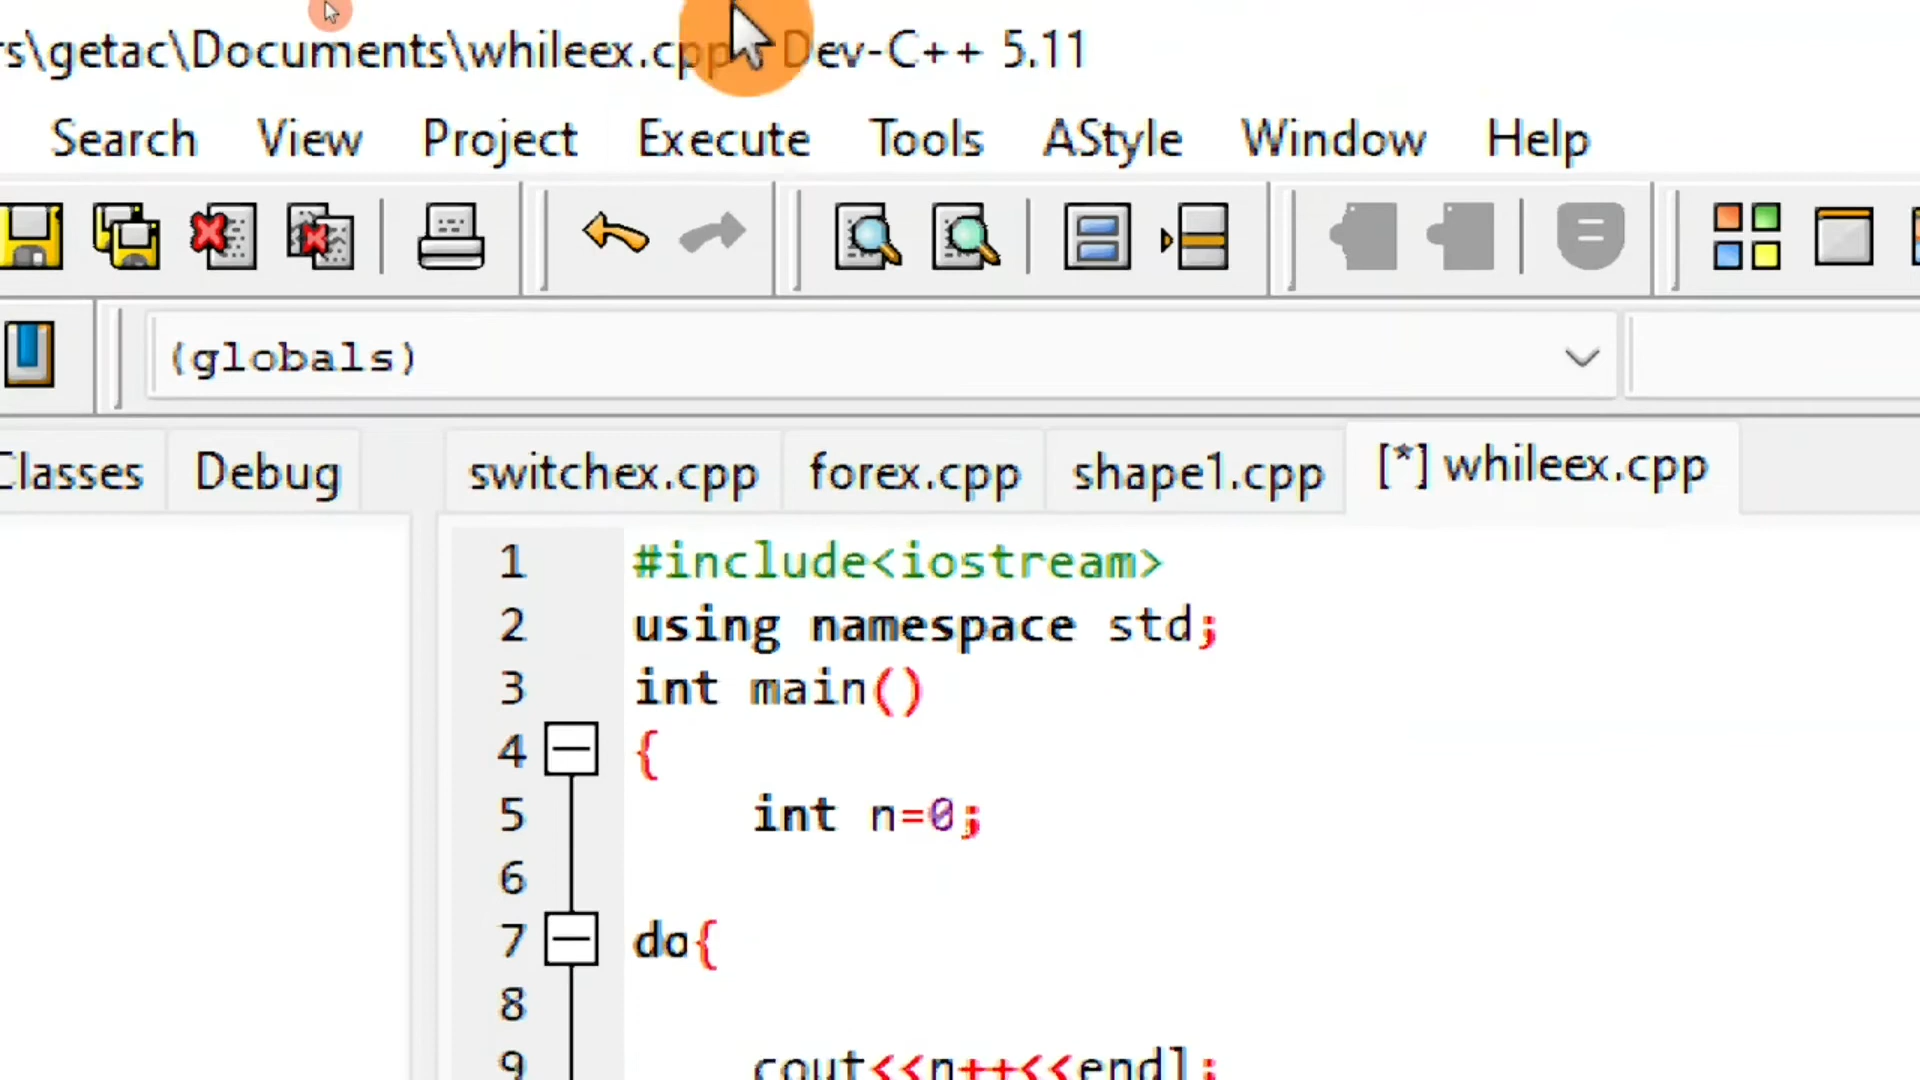 rs\getac\Documents\whileex.cpp - Dev-C++ 5.11
Search View Project Execute Tools AStyle Window Help
(globals)
Classes Debug switchex.cpp forex.cpp shape1.cpp [*] whileex.cpp
1 #include<iostream>
2 using namespace std;
3 int main()
4 {
5 int n=0;
6
7 do{
8
9 cout<<n++<<endl;